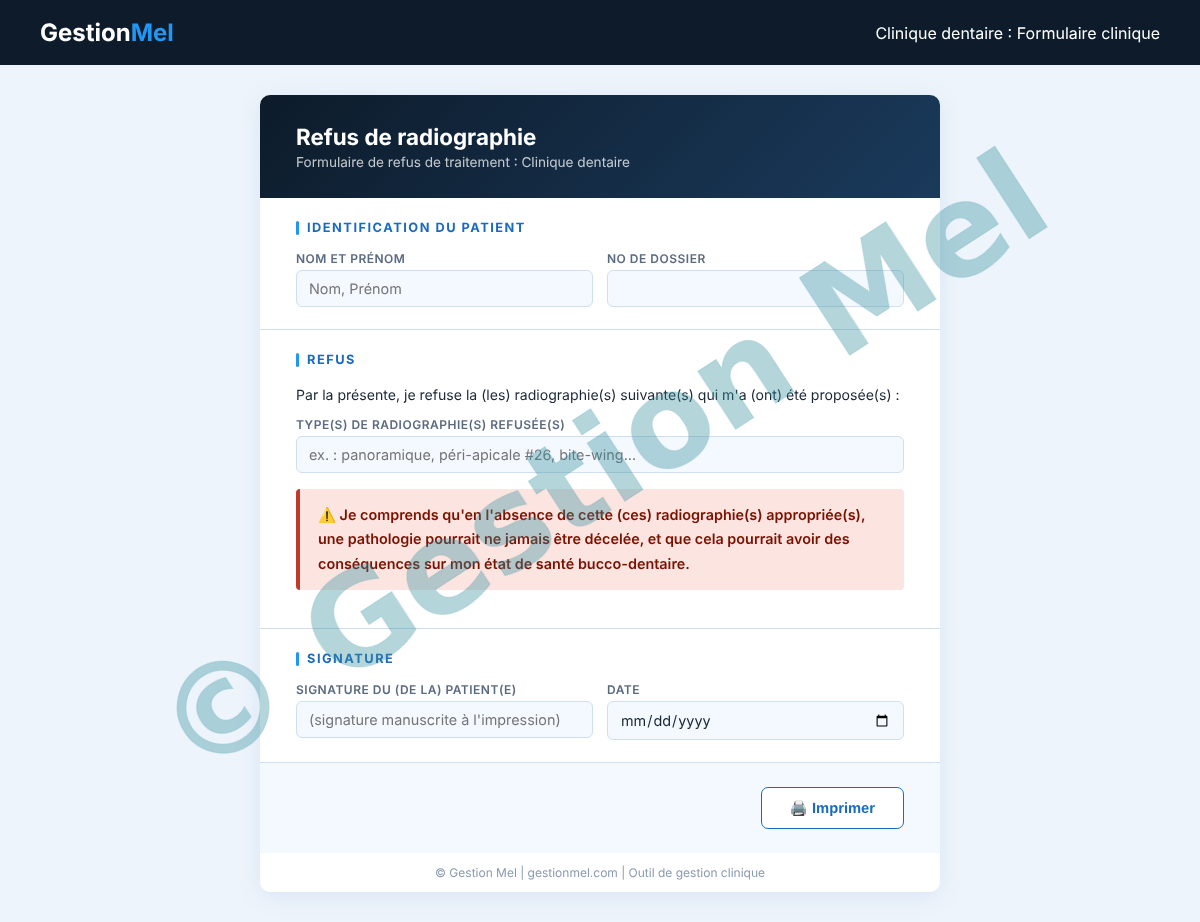 GestionMel
Clinique dentaire : Formulaire clinique
Refus de radiographie
Formulaire de refus de traitement : Clinique dentaire
IDENTIFICATION DU PATIENT
NOM ET PRÉNOM
NO DE DOSSIER
Nom, Prénom
REFUS
Par la présente, je refuse la (les) radiographie(s) suivante(s) qui m'a (ont) été proposée(s) :
TYPE(S) DE RADIOGRAPHIE(S) REFUSÉE(S)
ex. : panoramique, péri-apicale #26, bite-wing...
⚠️ Je comprends qu'en l'absence de cette (ces) radiographie(s) appropriée(s),
une pathologie pourrait ne jamais être décelée, et que cela pourrait avoir des
conséquences sur mon état de santé bucco-dentaire.
SIGNATURE
SIGNATURE DU (DE LA) PATIENT(E)
DATE
(signature manuscrite à l'impression)
mm/dd/yyyy
🖨️ Imprimer
© Gestion Mel | gestionmel.com | Outil de gestion clinique
© Gestion Mel